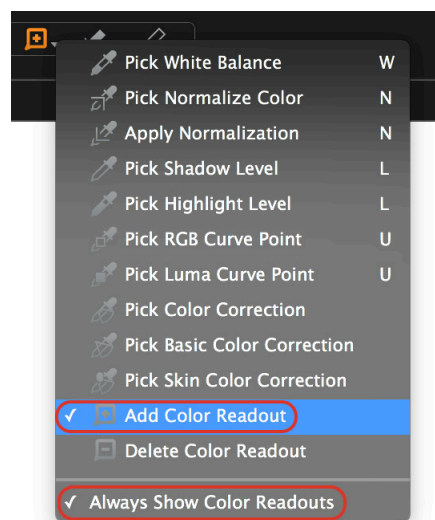 Pick White Balance W
Pick Normalize Color N
Apply Normalization N
Pick Shadow Level L
Pick Highlight Level L
Pick RGB Curve Point U
Pick Luma Curve Point U
Pick Color Correction
Pick Basic Color Correction
Pick Skin Color Correction
✓ Add Color Readout
Delete Color Readout
✓ Always Show Color Readouts